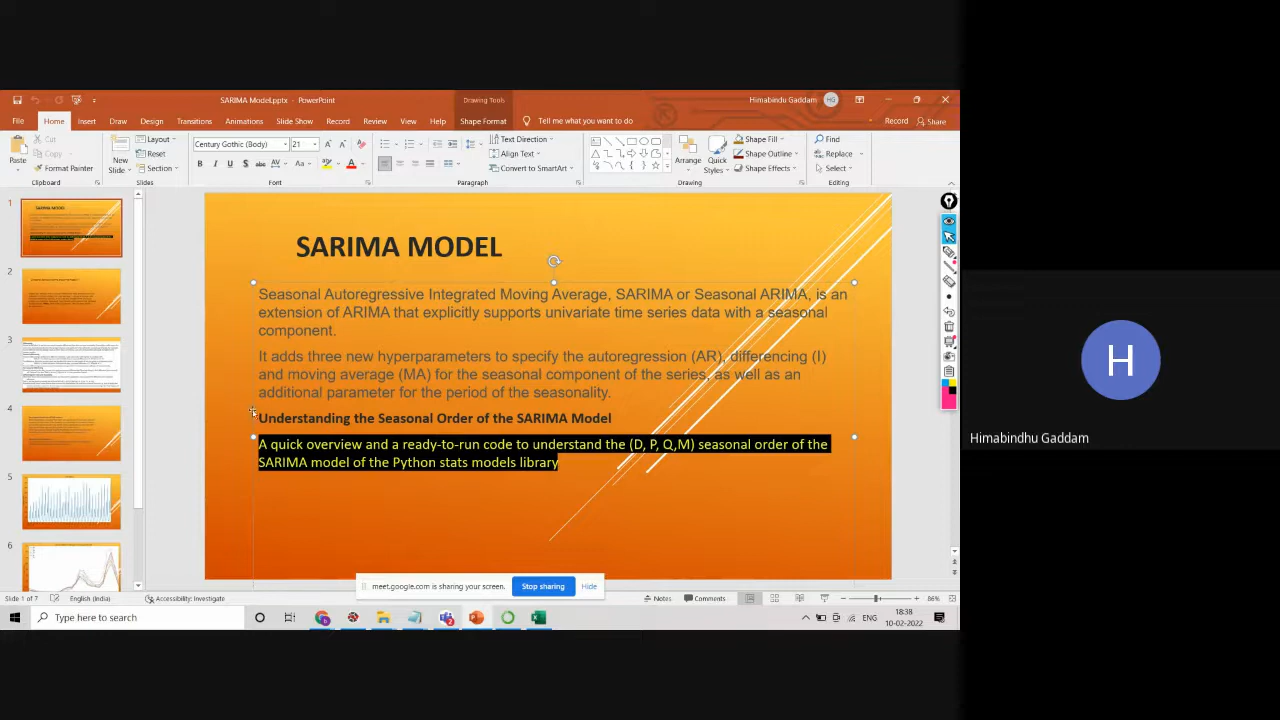 SARIMA Model.pptx - PowerPoint
Drawing Tools
Himabindu Gaddam
HG
File Home Insert Draw Design Transitions Animations Slide Show Record Review View Help Shape Format Tell me what you want to do
Record Share
Paste
Cut
Copy
Format Painter
Clipboard
New Slide
Layout
Reset
Section
Slides
Century Gothic (Body) 21
Font
Text Direction
Align Text
Convert to SmartArt
Paragraph
Arrange
Quick Styles
Shape Fill
Shape Outline
Shape Effects
Drawing
Find
Replace
Select
Editing
1
2
3
4
5
6
SARIMA MODEL
Seasonal Autoregressive Integrated Moving Average, SARIMA or Seasonal ARIMA, is an
extension of ARIMA that explicitly supports univariate time series data with a seasonal
component.
It adds three new hyperparameters to specify the autoregression (AR), differencing (I)
and moving average (MA) for the seasonal component of the series, as well as an
additional parameter for the period of the seasonality.
Understanding the Seasonal Order of the SARIMA Model
A quick overview and a ready-to-run code to understand the (D, P, Q,M) seasonal order of the
SARIMA model of the Python stats models library
meet.google.com is sharing your screen. Stop sharing Hide
Slide 1 of 7 English (India) Accessibility: Investigate Notes Comments 86%
Type here to search
ENG
18:38
10-02-2022
H
Himabindhu Gaddam